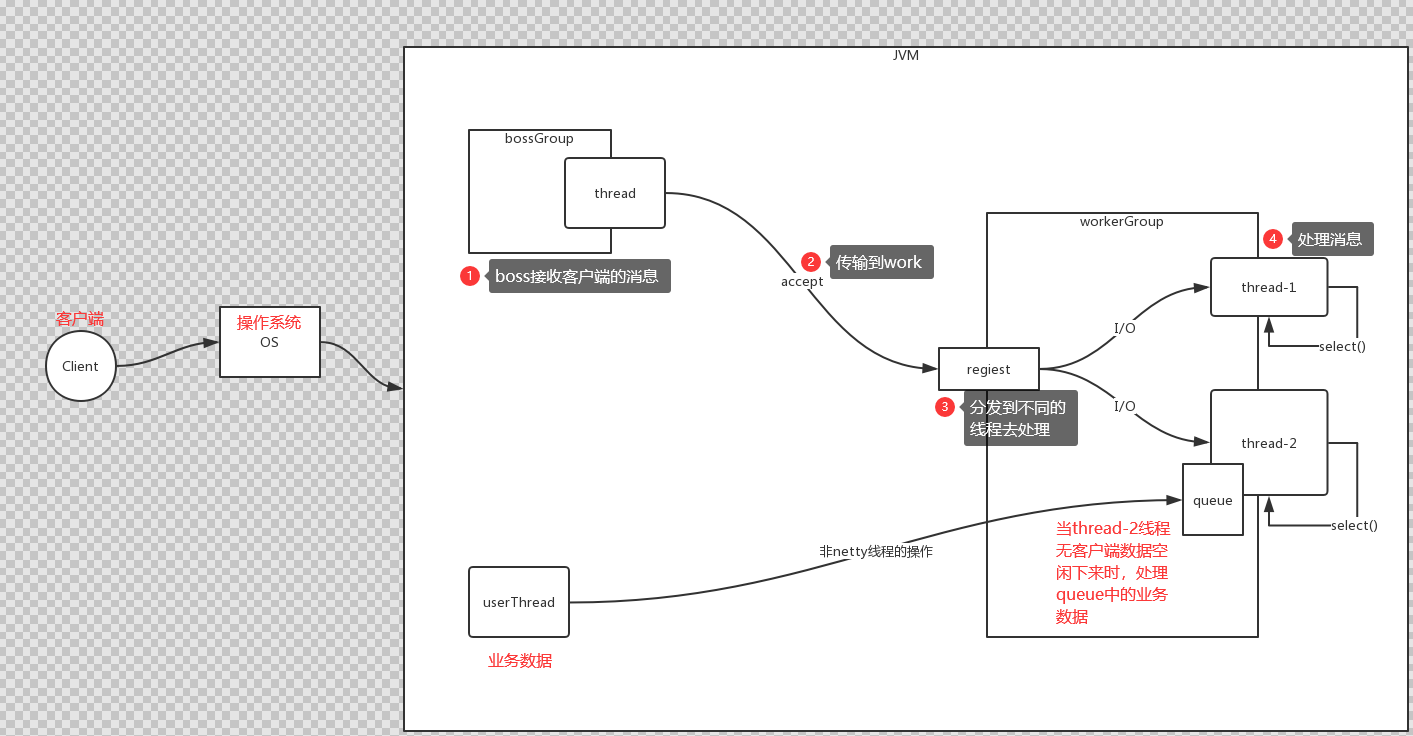 JVM
bossGroup
thread
1
boss接收客户端的消息
2
传输到work
accept
客户端
Client
操作系统
OS
workerGroup
4
处理消息
thread-1
I/O
select()
regiest
3
分发到不同的
线程去处理
I/O
thread-2
queue
select()
当thread-2线程
无客户端数据空
闲下来时，处理
queue中的业务
数据
非netty线程的操作
userThread
业务数据